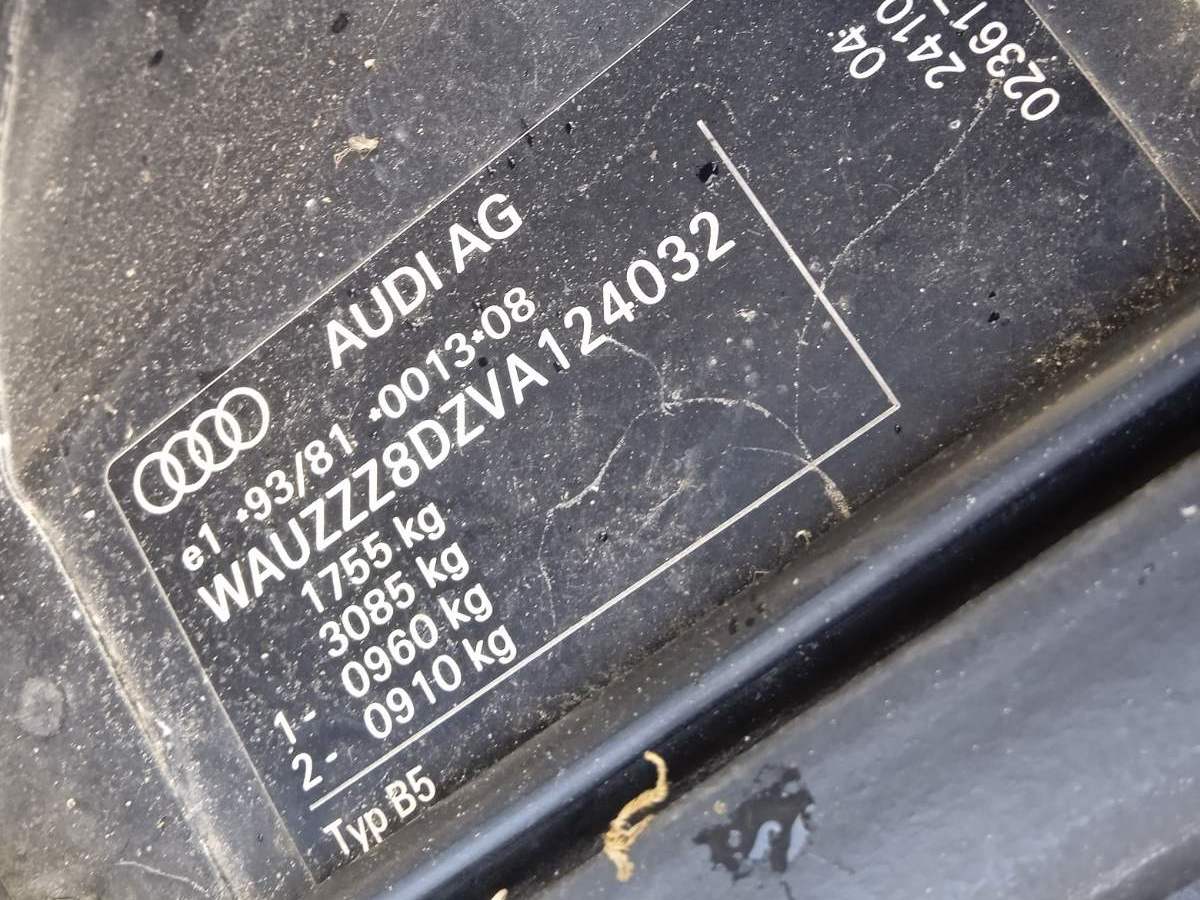 AUDI AG
e1 *93/81 *0013*08
WAUZZZ8DZVA124032
1755 kg
3085 kg
1- 0960 kg
2- 0910 kg
Typ B5
04:
2410
02361